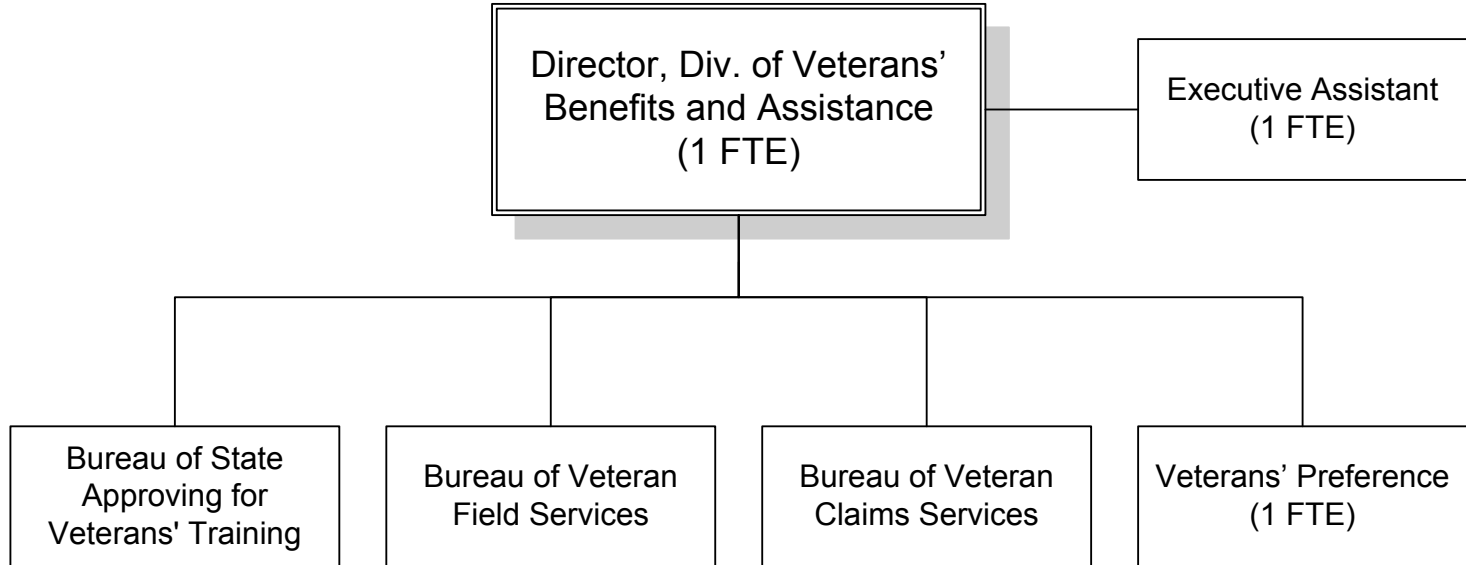 Director, Div. of Veterans’
Benefits and Assistance
(1 FTE)
Executive Assistant
(1 FTE)
Bureau of State
Approving for
Veterans' Training
Bureau of Veteran
Field Services
Bureau of Veteran
Claims Services
Veterans’ Preference
(1 FTE)